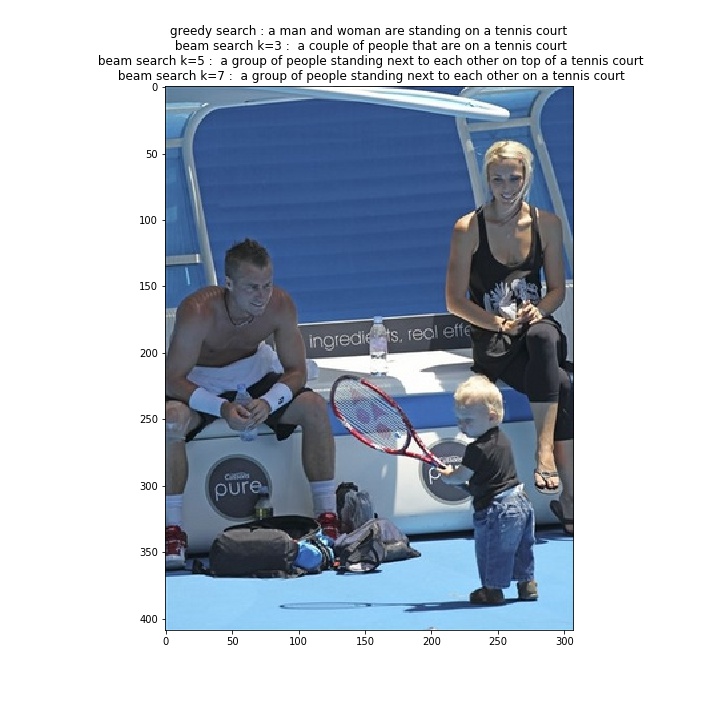 greedy search : a man and woman are standing on a tennis court
beam search k=3 :  a couple of people that are on a tennis court
beam search k=5 :  a group of people standing next to each other on top of a tennis court
beam search k=7 :  a group of people standing next to each other on a tennis court
0
50
100
150
200
250
300
350
400
0 50 100 150 200 250 300
ts, real effe
pure